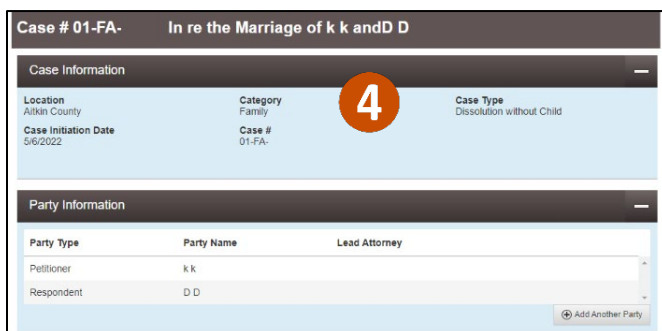 Case # 01-FA- In re the Marriage of k k andD D
Case Information
Location Category Case Type
Aitkin County Family Dissolution without Child
4
Case Initiation Date Case #
5/6/2022 01-FA-
Party Information
Party Type Party Name Lead Attorney
Petitioner k k
Respondent D D
Add Another Party